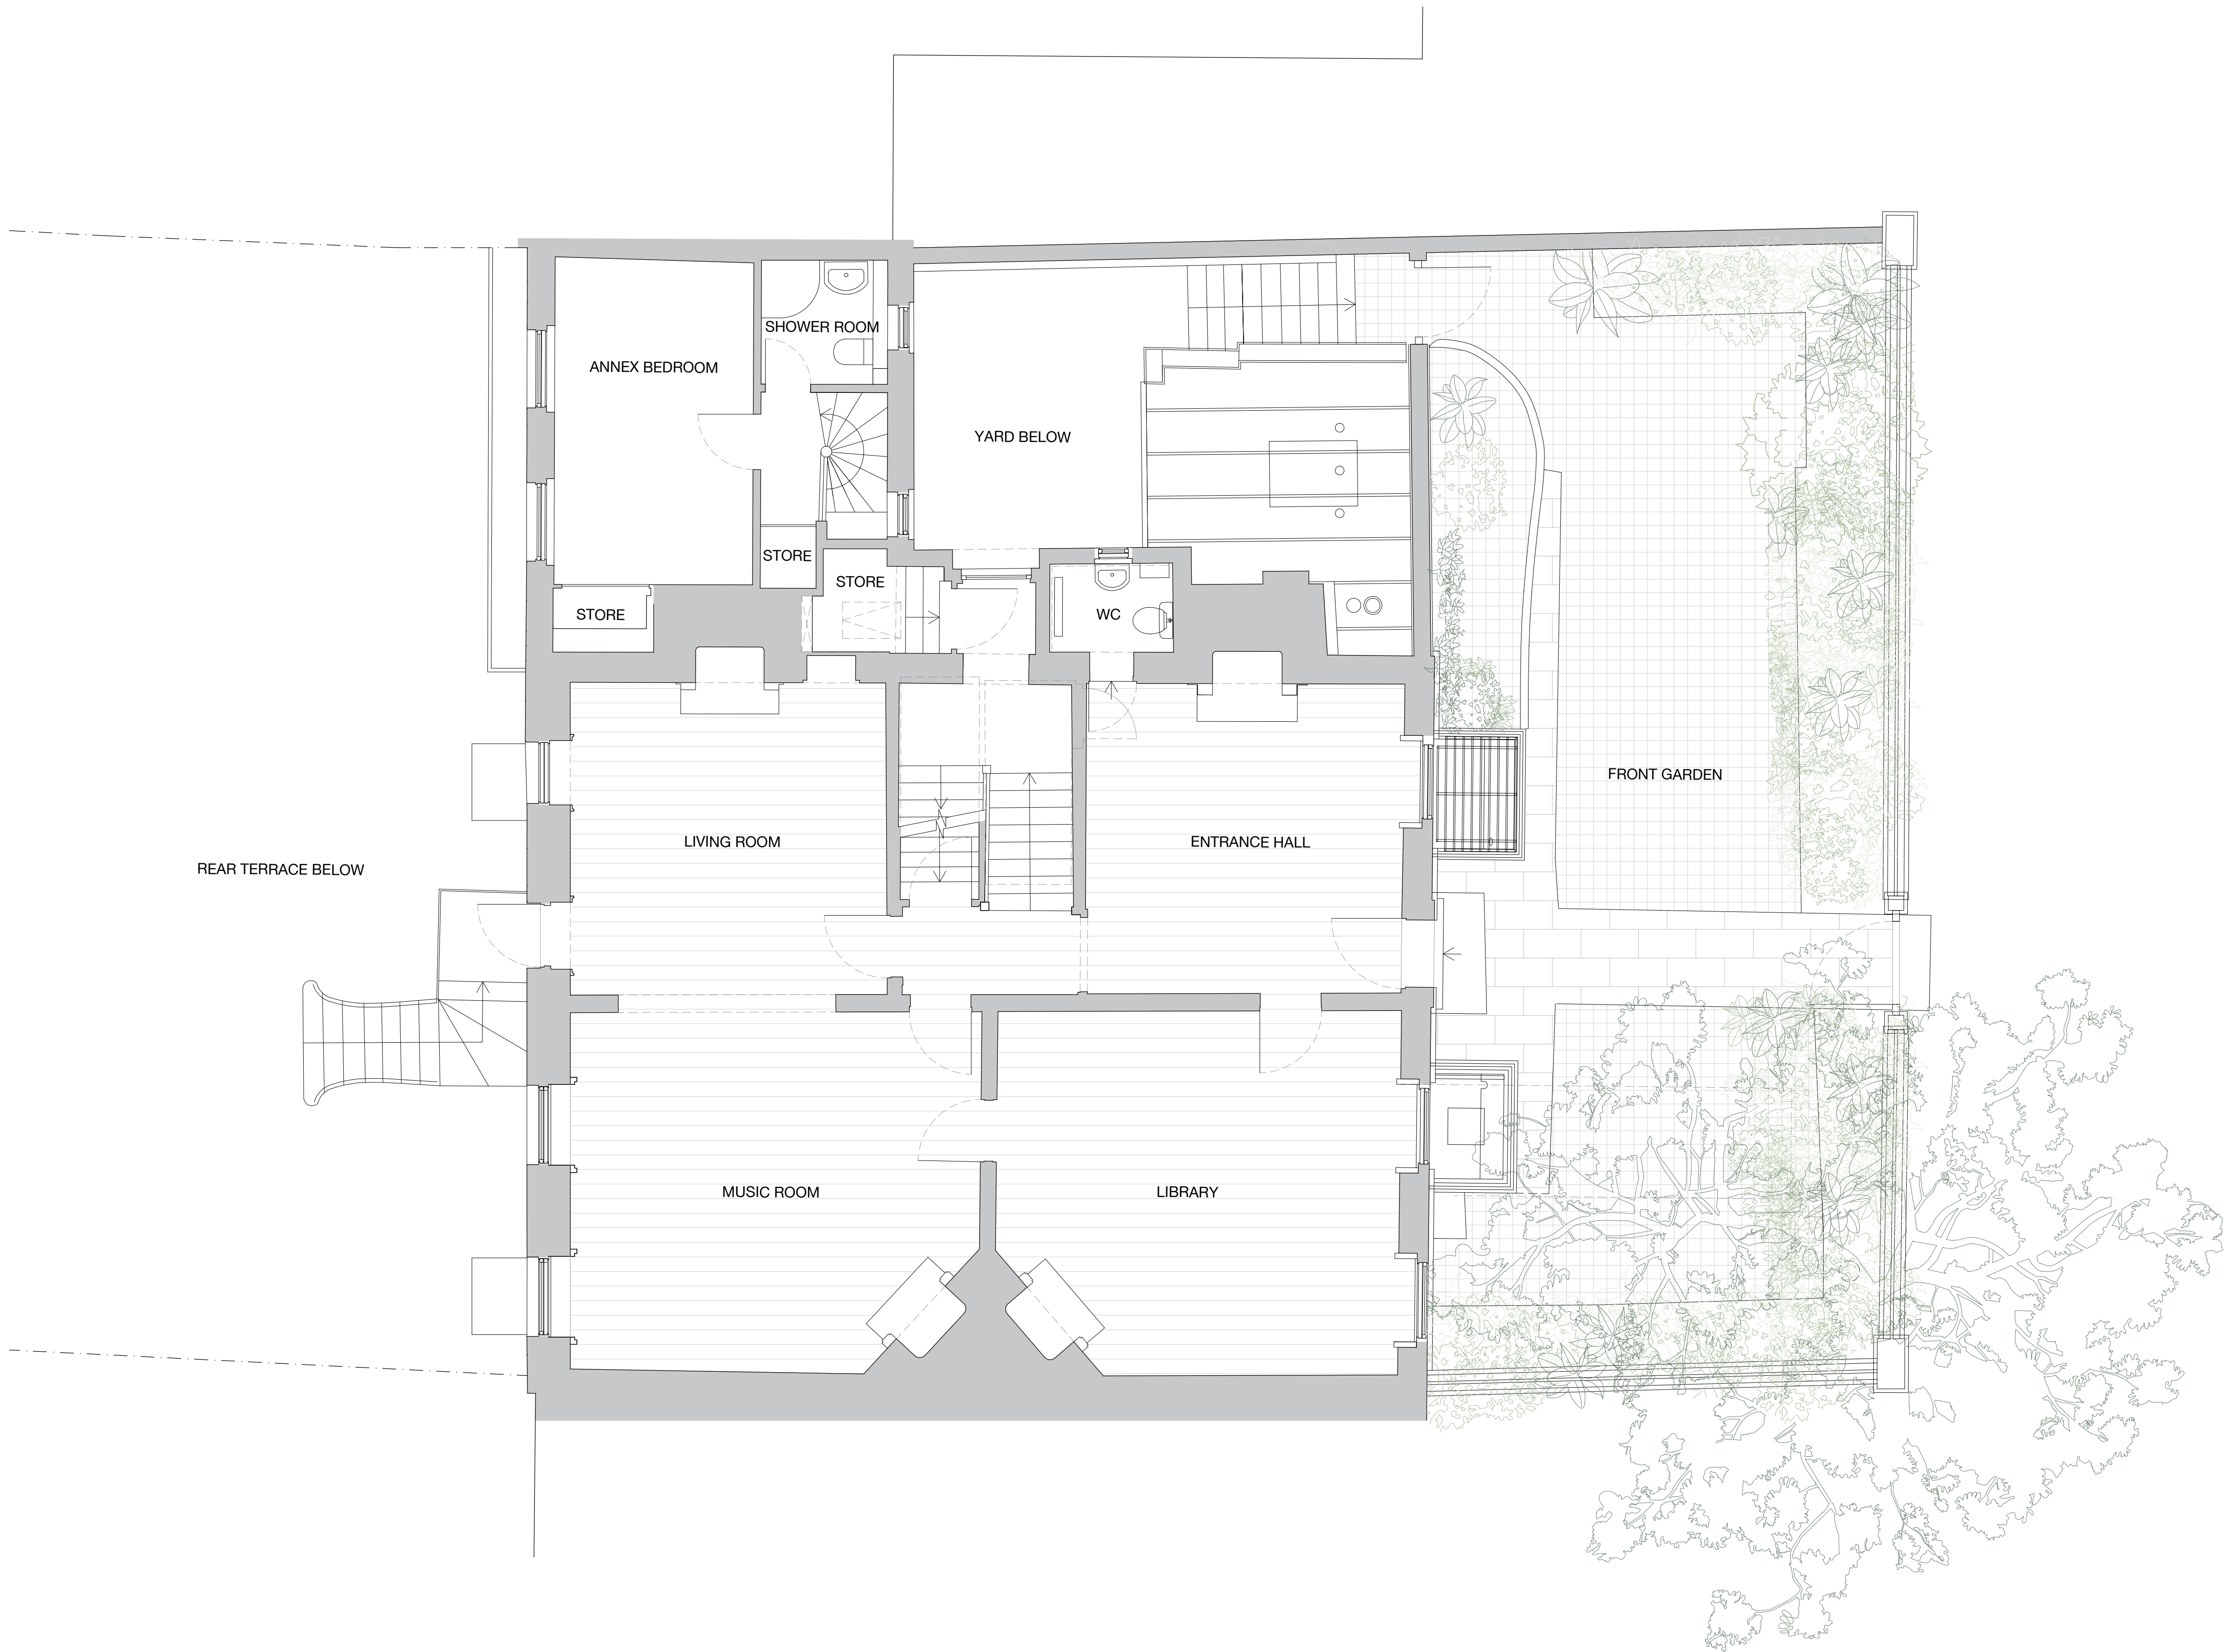 SHOWER ROOM
ANNEX BEDROOM
YARD BELOW
STORE
STORE
STORE
WC
FRONT GARDEN
LIVING ROOM
ENTRANCE HALL
REAR TERRACE BELOW
MUSIC ROOM
LIBRARY